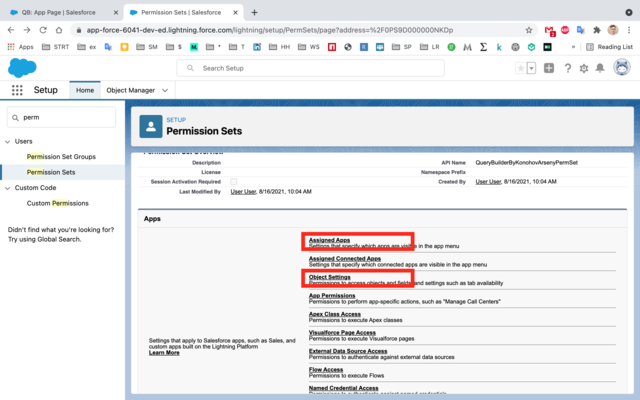 QB: App Page | Salesforce
Permission Sets | Salesforce
app-force-6041-dev-ed.lightning.force.com/lightning/setup/PermSets/page?address=%2F0PS9D000000NKDp
Apps
STRT
ex
SM
$
M
*
T
LI
HH
WS
SP
LR
Reading List
Search Setup
Setup
Home
Object Manager
perm
Users
Permission Set Groups
Permission Sets
Custom Code
Custom Permissions
Didn't find what you're looking for?
Try using Global Search.
SETUP
Permission Sets
Description
API Name QueryBuilderByKonohovArsenyPermSet
License
Namespace Prefix
Session Activation Required
Created By User User, 8/16/2021, 10:04 AM
Last Modified By User User, 8/16/2021, 10:04 AM
Apps
Settings that apply to Salesforce apps, such as Sales, and
custom apps built on the Lightning Platform
Learn More
Assigned Apps
Settings that specify which apps are visible in the app menu
Assigned Connected Apps
Settings that specify which connected apps are visible in the app menu
Object Settings
Permissions to access objects and fields, and settings such as tab availability
App Permissions
Permissions to perform app-specific actions, such as "Manage Call Centers"
Apex Class Access
Permissions to execute Apex classes
Visualforce Page Access
Permissions to execute Visualforce pages
External Data Source Access
Permissions to authenticate against external data sources
Flow Access
Permissions to execute Flows
Named Credential Access